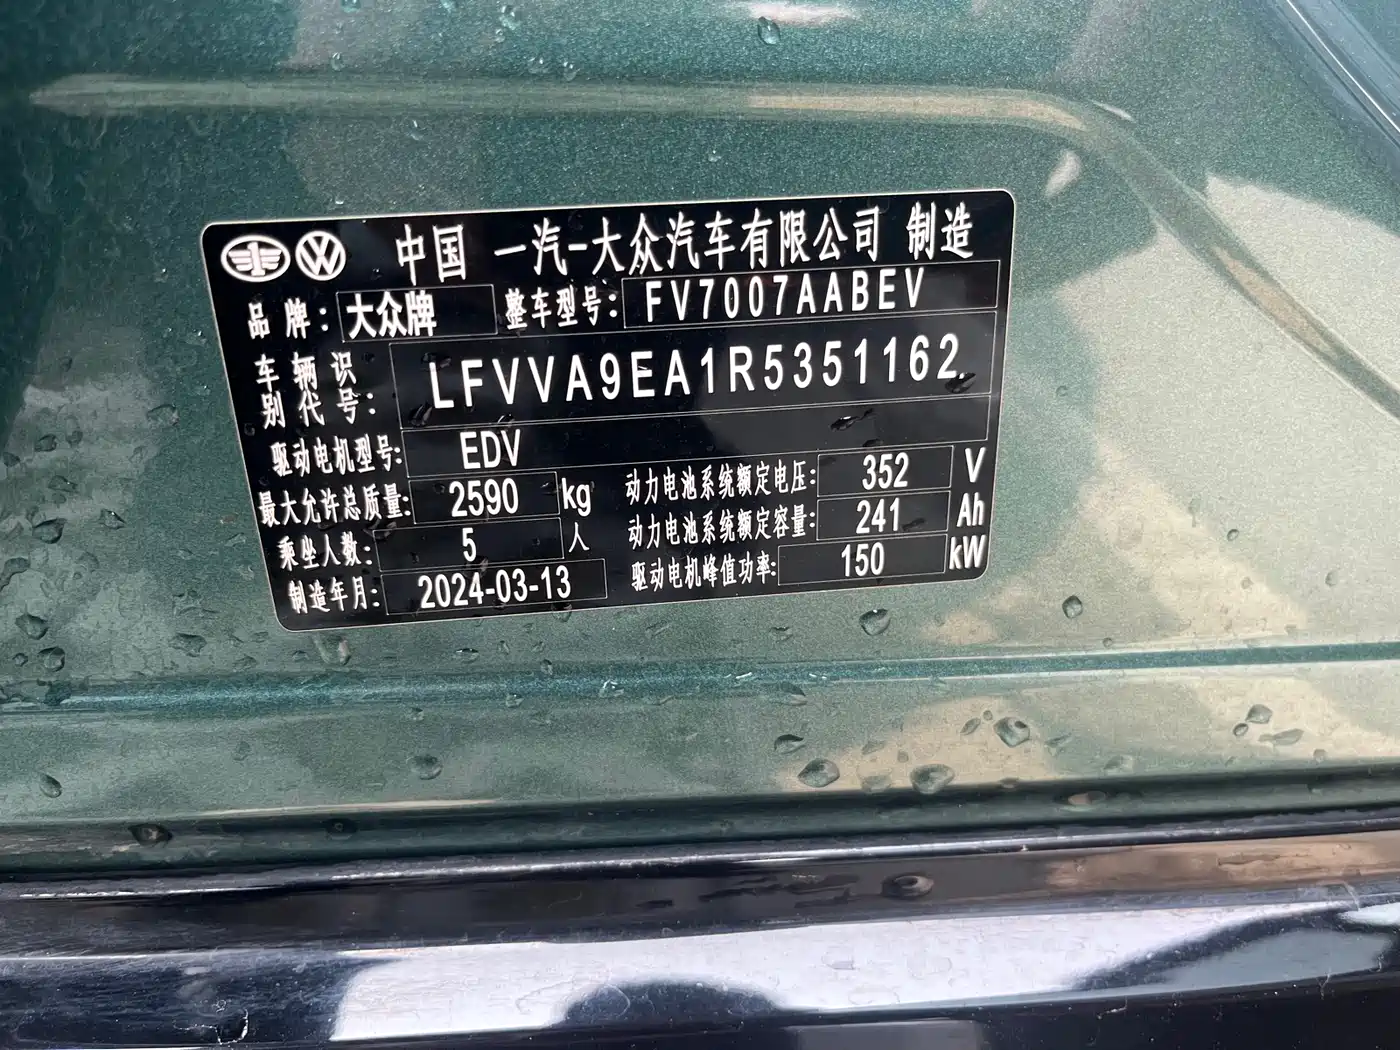 中国 一汽-大众汽车有限公司 制造
品牌: 大众牌 整车型号: FV7007AABEV
车辆识别代号: LFVVA9EA1R5351162
驱动电机型号: EDV
最大允许总质量: 2590 kg
乘坐人数: 5 人
制造年月: 2024-03-13
动力电池系统额定电压: 352 V
动力电池系统额定容量: 241 Ah
驱动电机峰值功率: 150 kW